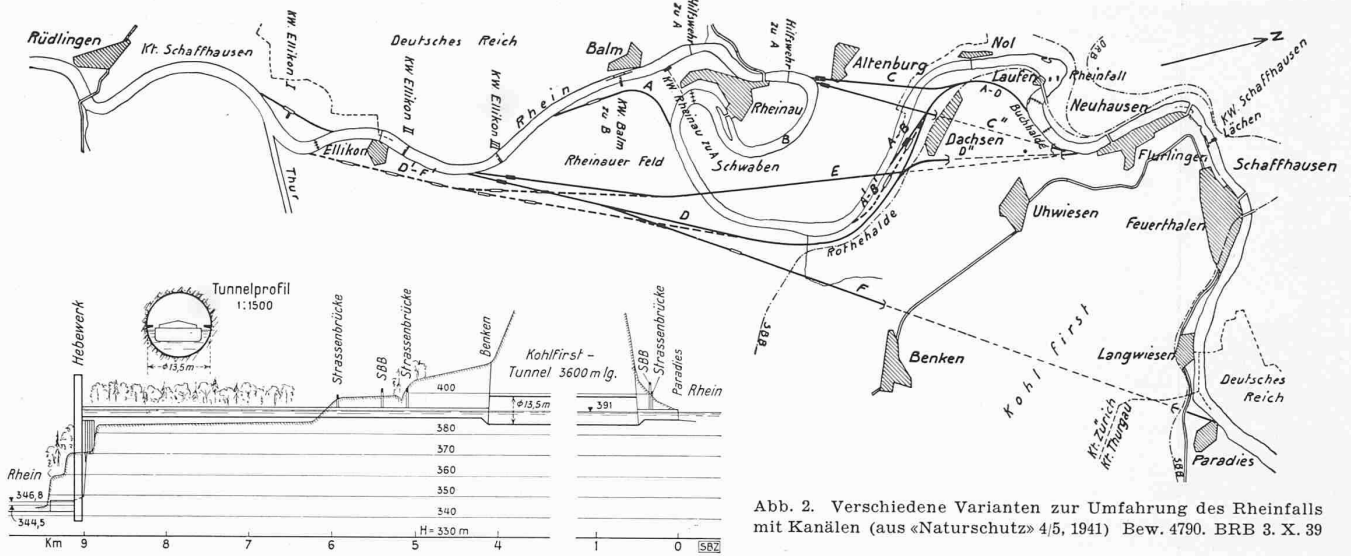 Rüdlingen
Kt. Schaffhausen
KW. Ellikon I
Deutsches Reich
KW Ellikon II
KW Ellikon III
Ellikon
Thur
D-F
Rhein
Balm
A
KW. Balm zu B
KW Rheinau zu A
Hilfswehr zu A
Hilfswehr zu A
Rheinau
Schwaben
B
Rheinauer Feld
Altenburg
C
Nol
Laufen
Rheinfall
DRB
A-D
Neuhausen
Buchhalde
C"
Dachsen
D"
A-B
A-B
E
D
Rothehalde
F
SBB
Flurlingen
KW. Schaffhausen
Lächen
Schaffhausen
Feuerthalen
Uhwiesen
Benken
Kohlfirst
Langwiesen
Deutsches Reich
Kt. Zürich
Kt. Thurgau
SBB
Paradies
N
Tunnelprofil
1:1500
Φ13,5m
Hebewerk
Strassenbrücke
SBB
Strassenbrücke
Benken
Kohlfirst –
Tunnel 3600 m lg.
Φ13,5m
391
SBB
Strassenbrücke
Paradies
Rhein
400
380
370
360
350
340
H = 330 m
Rhein
346,8
344,5
Km 9 8 7 6 5 4 1 0 SBZ
Abb. 2. Verschiedene Varianten zur Umfahrung des Rheinfalls
mit Kanälen (aus «Naturschutz» 4/5, 1941) Bew. 4790. BRB 3. X. 39